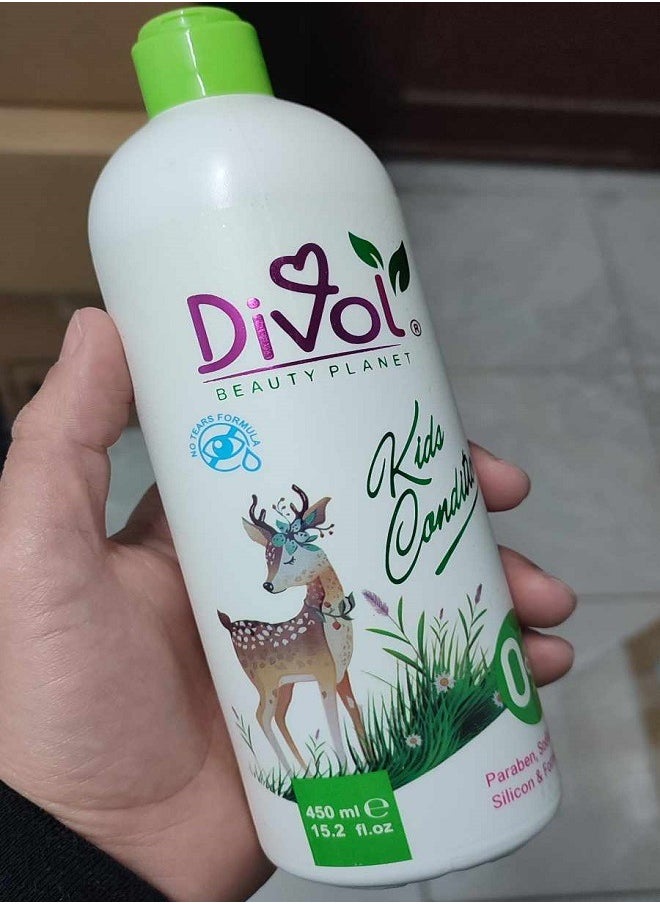 Divol ®
BEAUTY PLANET
NO TEARS FORMULA
Kids
450 ml ℮
15.2 fl.oz
Paraben,
Silicon &